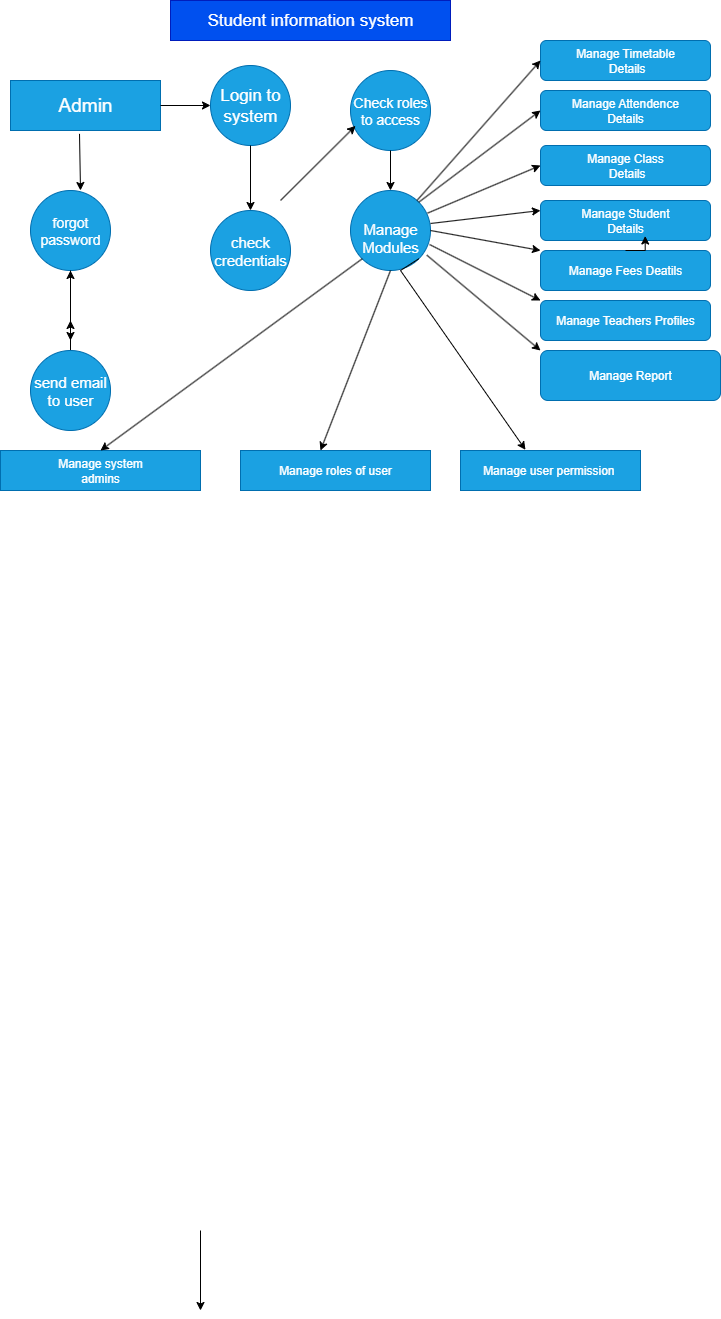 Student information system
Admin
Login to
system
Check roles
to access
Manage Timetable
Details
Manage Attendence
Details
Manage Class
Details
Manage Student
Details
Manage Fees Deatils
Manage Teachers Profiles
Manage Report
forgot
password
check
credentials
Manage
Modules
send email
to user
Manage system
admins
Manage roles of user
Manage user permission